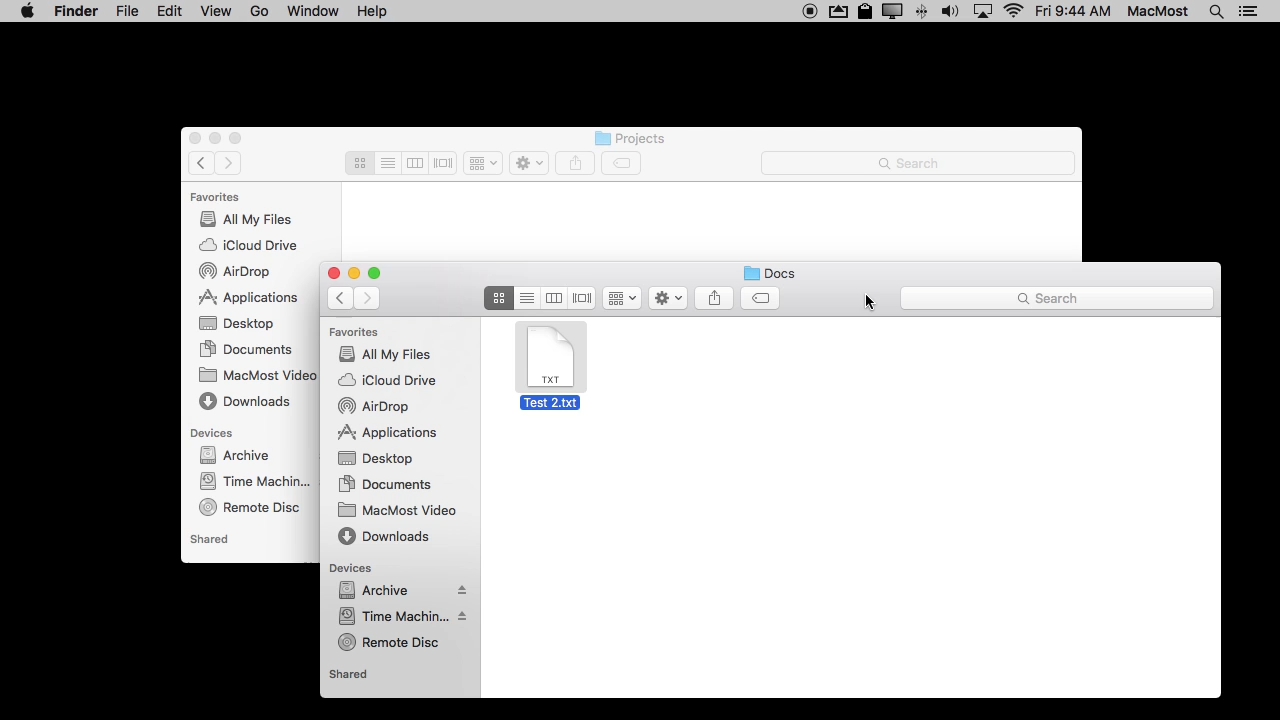 Finder File Edit View Go Window Help Fri 9:44 AM MacMost
Projects
Search
Favorites
All My Files
iCloud Drive
AirDrop
Applications
Desktop
Documents
MacMost Video
Downloads
Devices
Archive
Time Machin...
Remote Disc
Shared
Docs
Search
Favorites
All My Files
iCloud Drive
AirDrop
Applications
Desktop
Documents
MacMost Video
Downloads
Devices
Archive
Time Machin...
Remote Disc
Shared
TXT
Test 2.txt